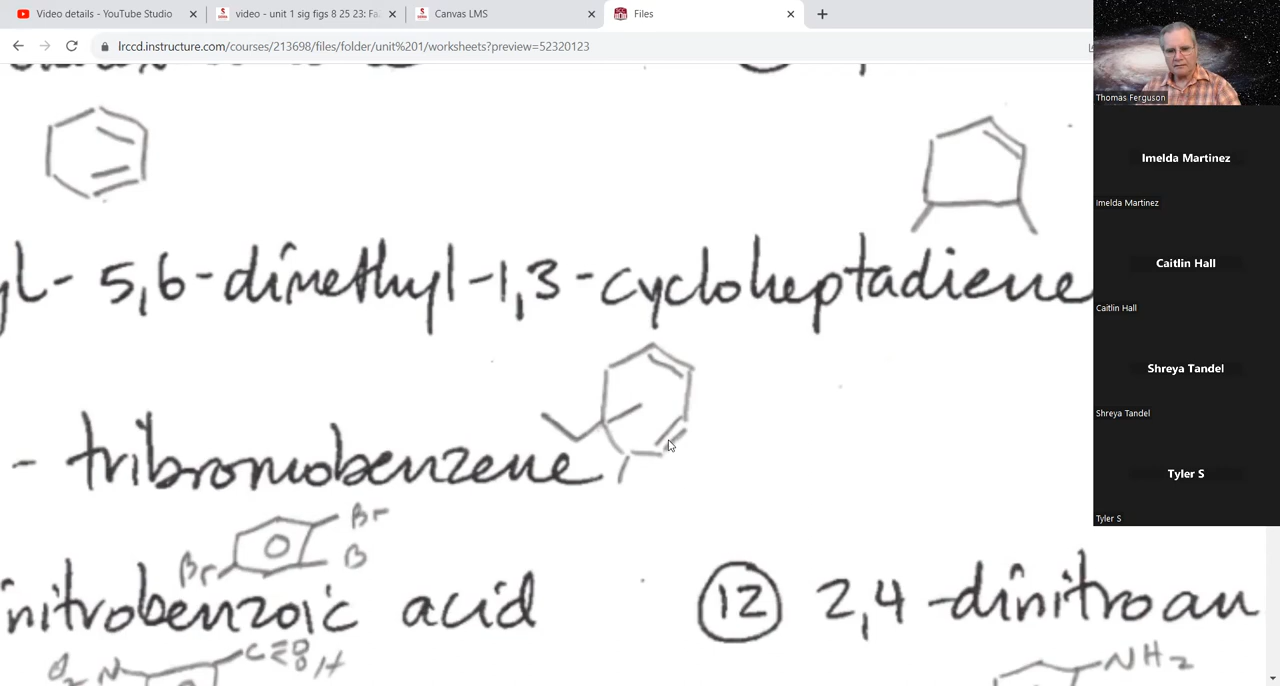 Video details - YouTube Studio
video - unit 1 sig figs 8 25 23: Fa
Canvas LMS
Files
lrccd.instructure.com/courses/213698/files/folder/unit%201/worksheets?preview=52320123
Thomas Ferguson
Imelda Martinez
Imelda Martinez
Caitlin Hall
Caitlin Hall
Shreya Tandel
Shreya Tandel
Tyler S
Tyler S
yl- 5,6-dimethyl-1,3-cycloheptadiene
- tribromobenzene
Br
B
Br
initrobenzoic acid
12 2,4-dinitroan
O2N
NH2